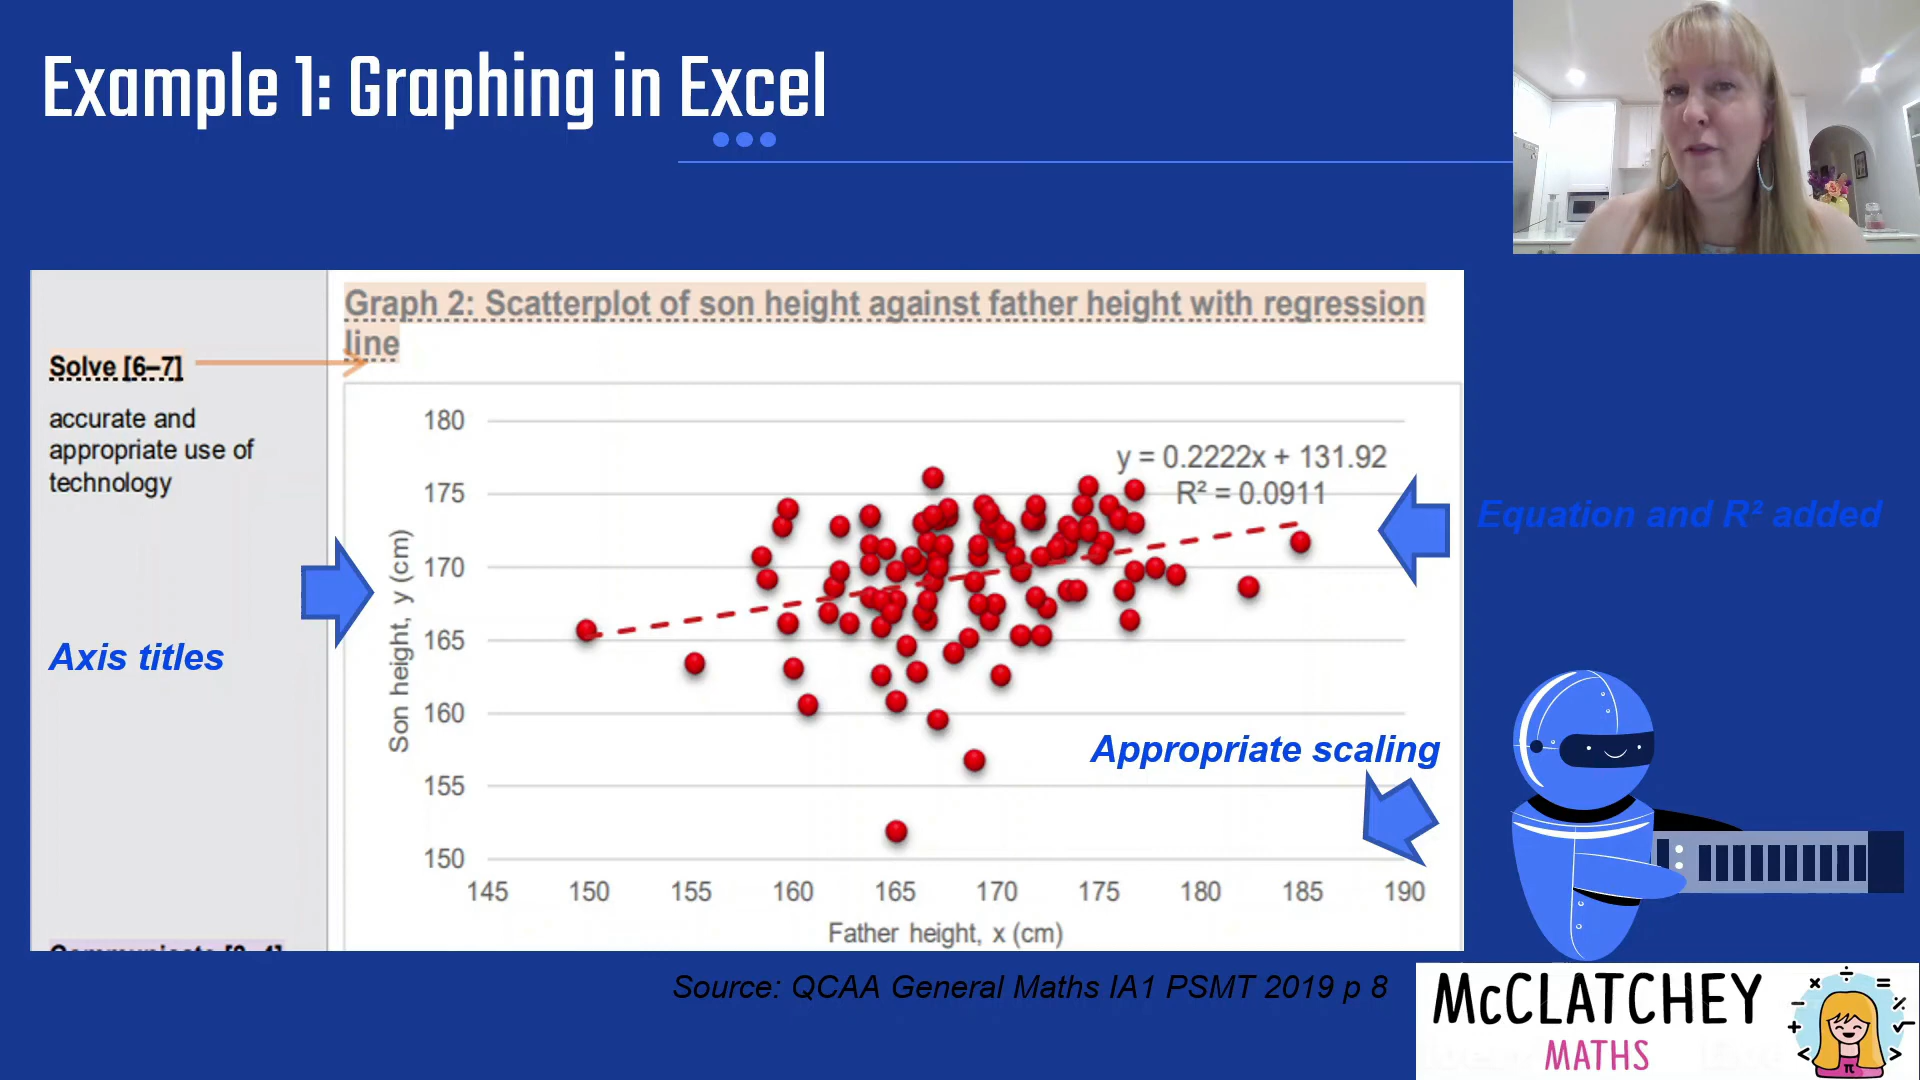 Example 1: Graphing in Excel
Graph 2: Scatterplot of son height against father height with regression
line
Solve [6–7]
accurate and
appropriate use of
technology
Axis titles
180
175
170
165
160
155
150
Son height, y (cm)
y = 0.2222x + 131.92
R² = 0.0911
Equation and R² added
Appropriate scaling
145 150 155 160 165 170 175 180 185 190
Father height, x (cm)
Source: QCAA General Maths IA1 PSMT 2019 p 8
McCLATCHEY
MATHS